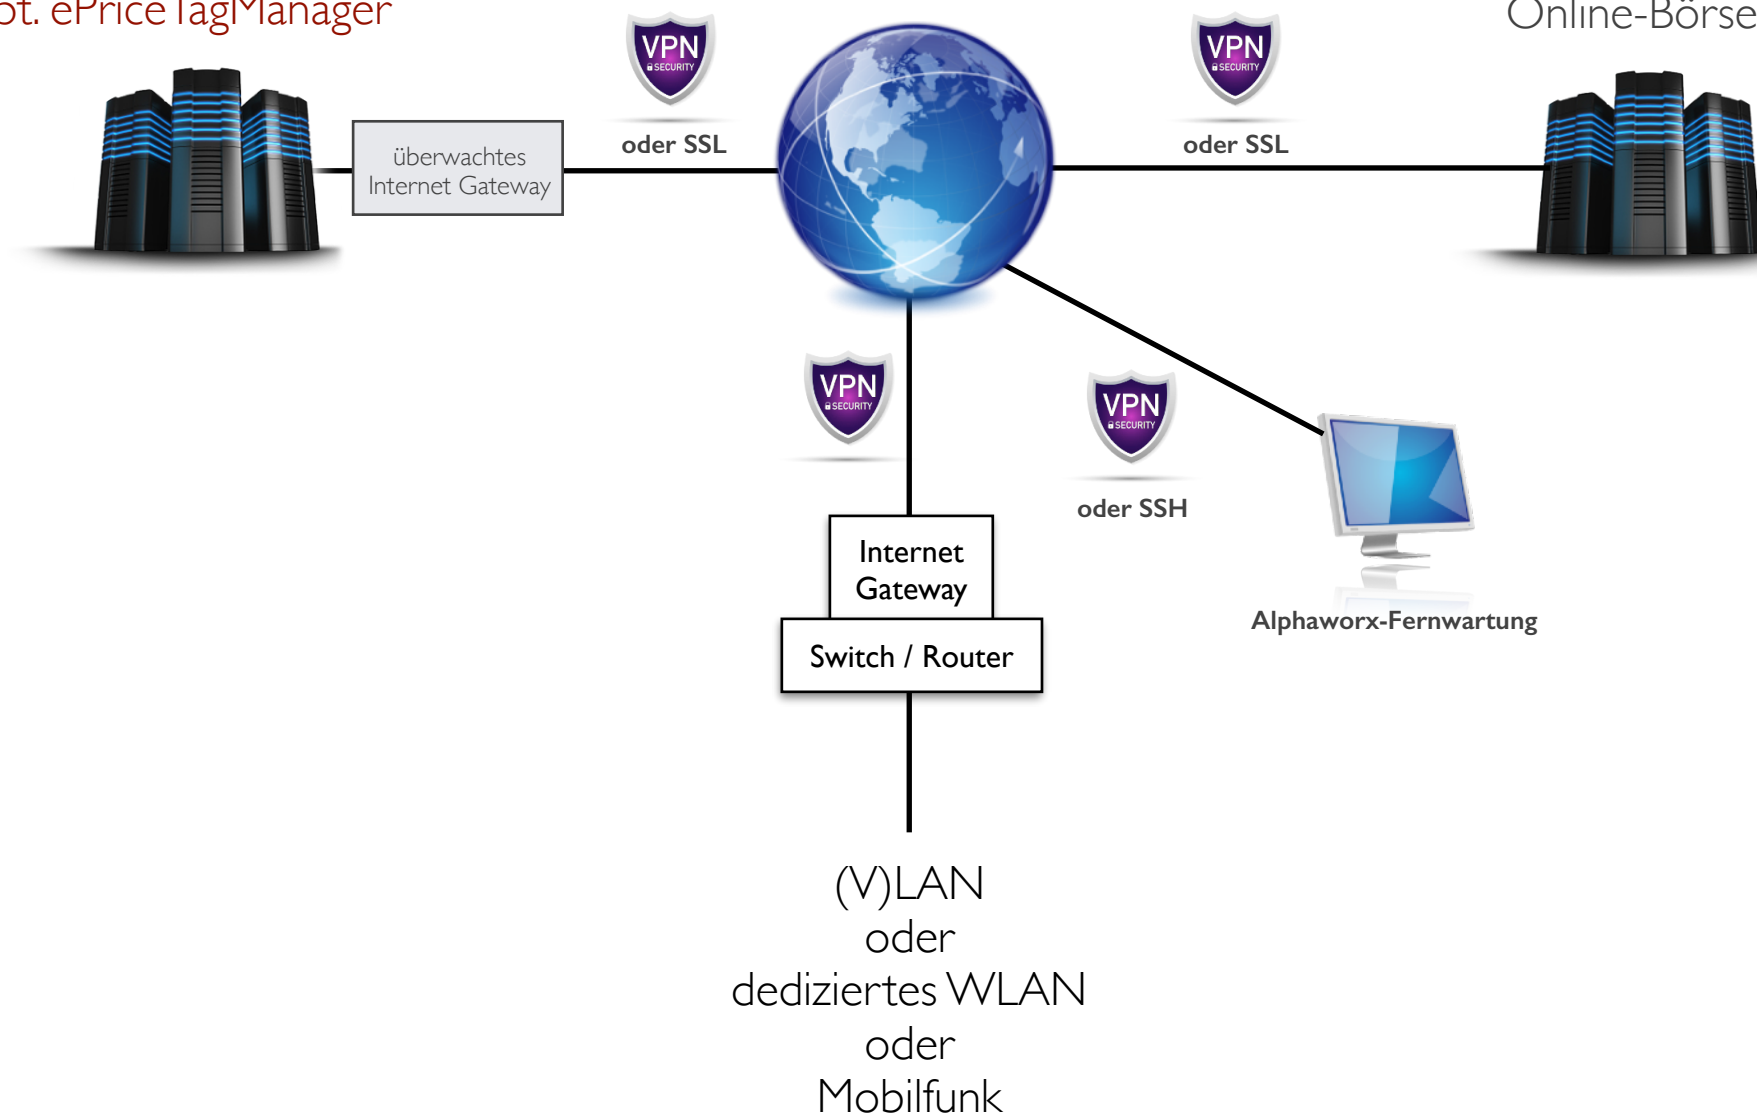 pt. ePriceTagManager
Online-Börse
VPN
SECURITY
oder SSL
VPN
SECURITY
oder SSL
überwachtes
Internet Gateway
VPN
SECURITY
VPN
SECURITY
oder SSH
Internet
Gateway
Switch / Router
Alphaworx-Fernwartung
(V)LAN
oder
dediziertes WLAN
oder
Mobilfunk